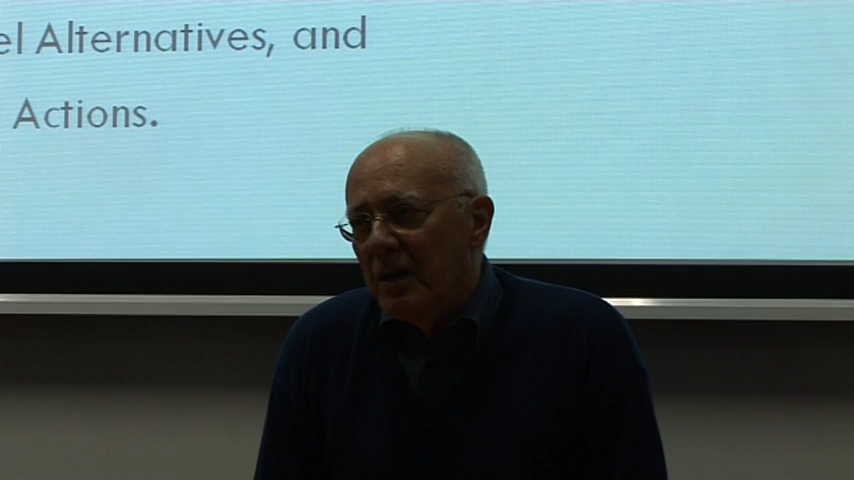 el Alternatives, and
Actions.